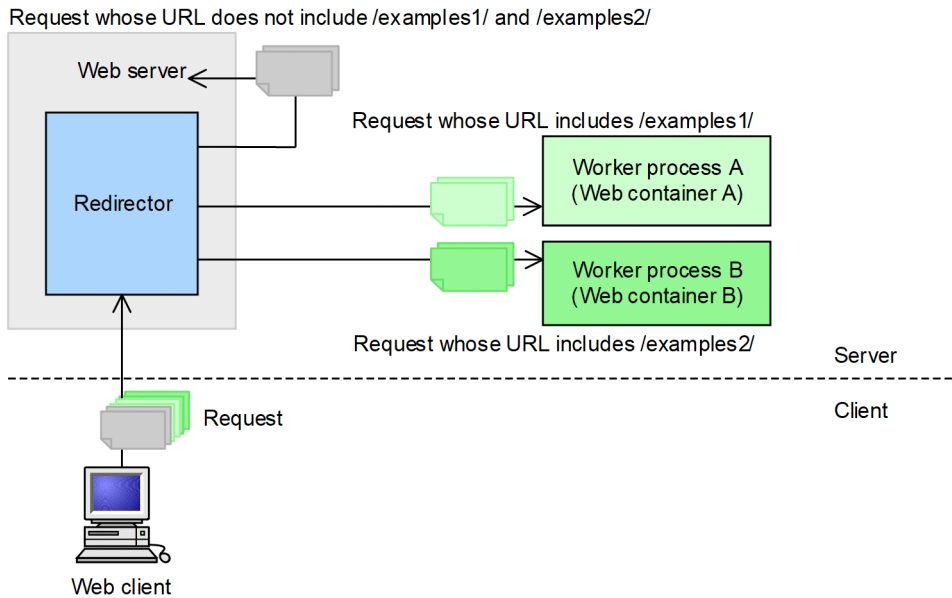 Request whose URL does not include /examples1/ and /examples2/
Web server
Request whose URL includes /examples1/
Worker process A
(Web container A)
Redirector
Worker process B
(Web container B)
Request whose URL includes /examples2/
Server
Client
Request
Web client